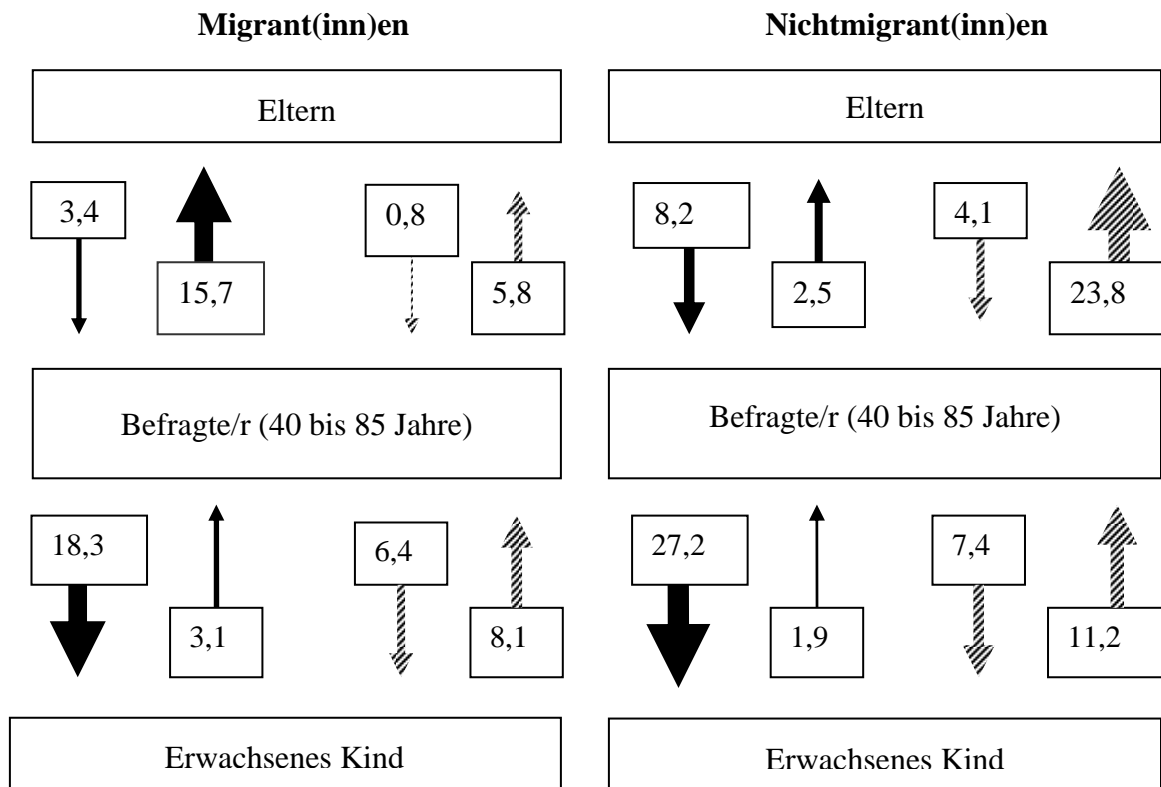 Migrant(inn)en
Nichtmigrant(inn)en
Eltern
Eltern
3,4
0,8
8,2
4,1
15,7
5,8
2,5
23,8
Befragte/r (40 bis 85 Jahre)
Befragte/r (40 bis 85 Jahre)
18,3
6,4
27,2
7,4
3,1
8,1
1,9
11,2
Erwachsenes Kind
Erwachsenes Kind